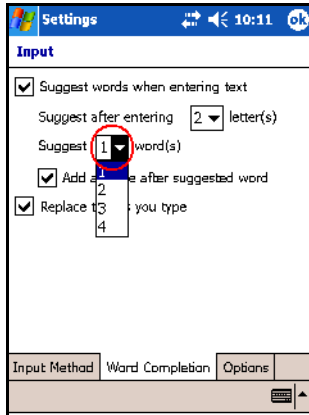 Settings 10:11 ok
Input
Suggest words when entering text
Suggest after entering 2 letter(s)
Suggest 1 word(s)
Add a e after suggested word
1
2
Replace t s you type
3
4
Input Method Word Completion Options